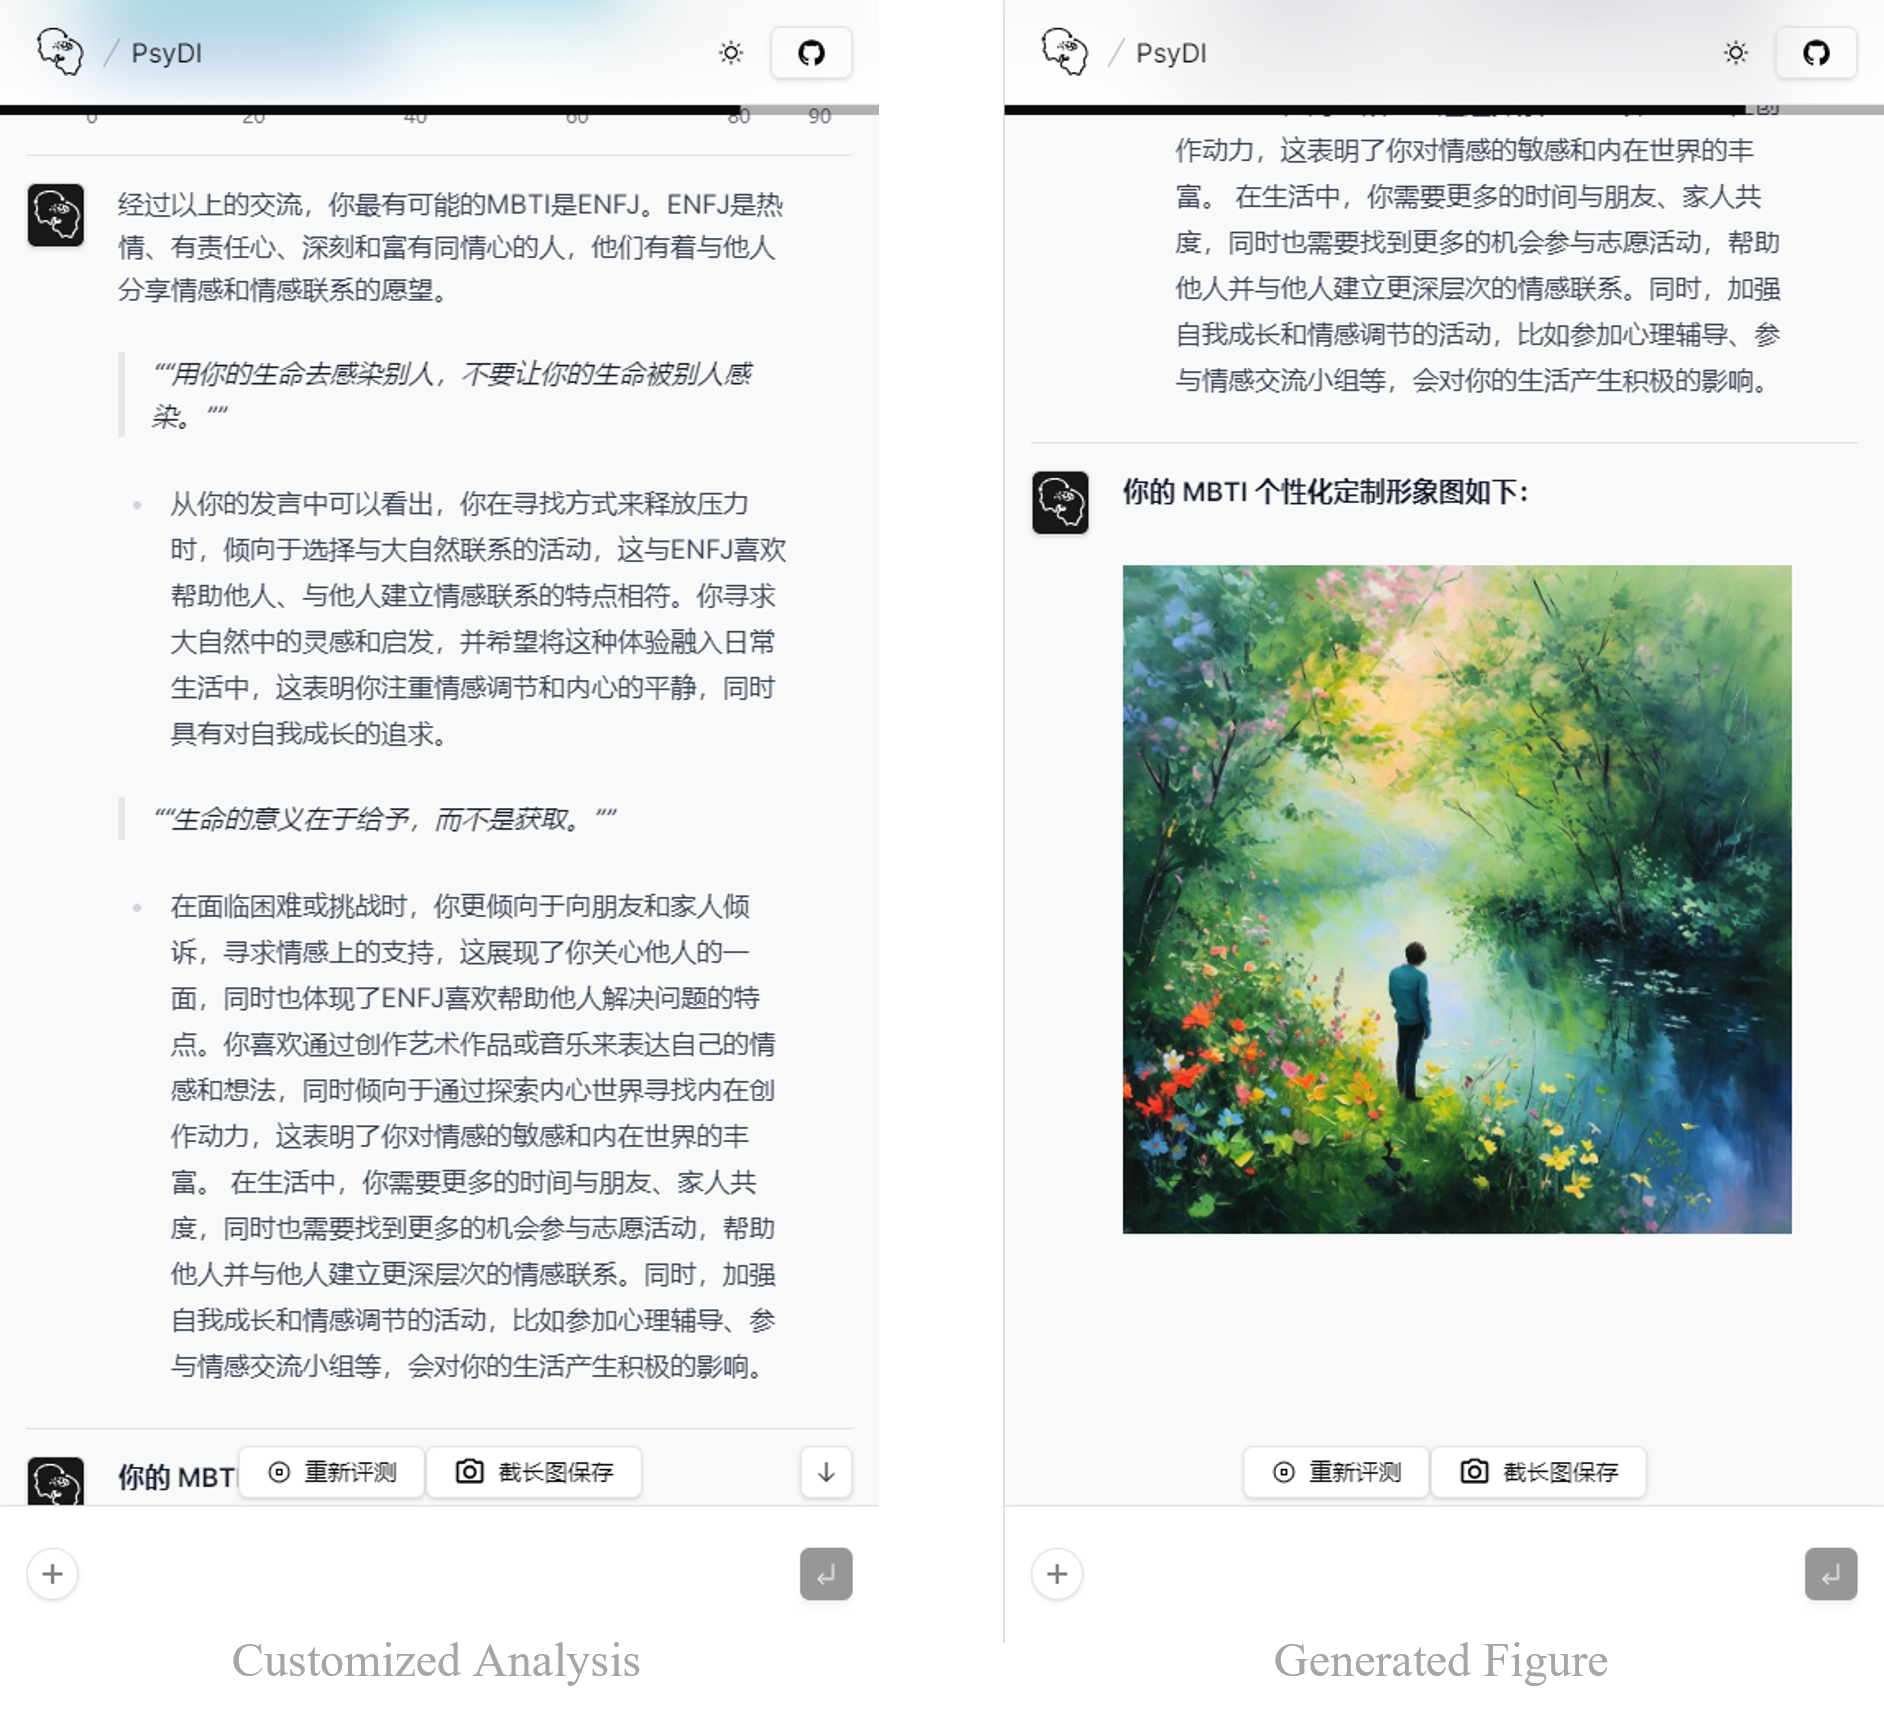 PsyDI
0 20 40 60 80 90
经过以上的交流，你最有可能的MBTI是ENFJ。ENFJ是热
情、有责任心、深刻和富有同情心的人，他们有着与他人
分享情感和情感联系的愿望。
““用你的生命去感染别人，不要让你的生命被别人感
染。””
从你的发言中可以看出，你在寻找方式来释放压力
时，倾向于选择与大自然联系的活动，这与ENFJ喜欢
帮助他人、与他人建立情感联系的特点相符。你寻求
大自然中的灵感和启发，并希望将这种体验融入日常
生活中，这表明你注重情感调节和内心的平静，同时
具有对自我成长的追求。
““生命的意义在于给予，而不是获取。””
在面临困难或挑战时，你更倾向于向朋友和家人倾
诉，寻求情感上的支持，这展现了你关心他人的一
面，同时也体现了ENFJ喜欢帮助他人解决问题的特
点。你喜欢通过创作艺术作品或音乐来表达自己的情
感和想法，同时倾向于通过探索内心世界寻找内在创
作动力，这表明了你对情感的敏感和内在世界的丰
富。 在生活中，你需要更多的时间与朋友、家人共
度，同时也需要找到更多的机会参与志愿活动，帮助
他人并与他人建立更深层次的情感联系。同时，加强
自我成长和情感调节的活动，比如参加心理辅导、参
与情感交流小组等，会对你的生活产生积极的影响。
你的 MBTI
重新评测
截长图保存
Customized Analysis
PsyDI
作动力，这表明了你对情感的敏感和内在世界的丰
富。 在生活中，你需要更多的时间与朋友、家人共
度，同时也需要找到更多的机会参与志愿活动，帮助
他人并与他人建立更深层次的情感联系。同时，加强
自我成长和情感调节的活动，比如参加心理辅导、参
与情感交流小组等，会对你的生活产生积极的影响。
你的 MBTI 个性化定制形象图如下：
重新评测
截长图保存
Generated Figure